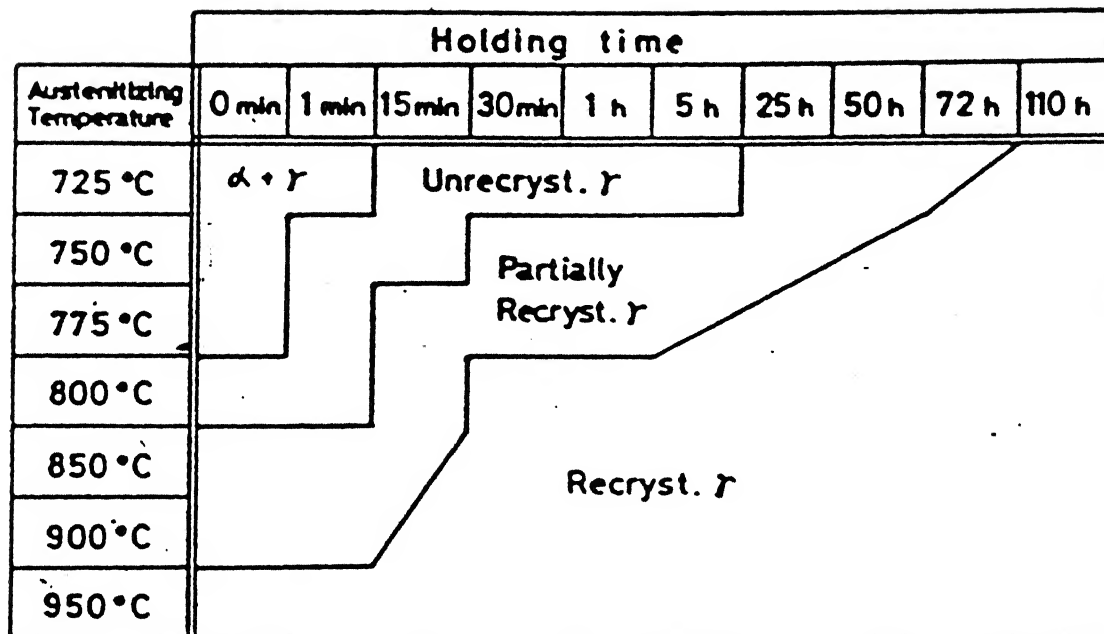 Holding time
Austenitizing
Temperature
0 min 1 min 15 min 30 min 1 h 5 h 25 h 50 h 72 h 110 h
725 °C
α + γ
Unrecryst. γ
750 °C
Partially
Recryst. γ
775 °C
800 °C
850 °C
Recryst. γ
900 °C
950 °C